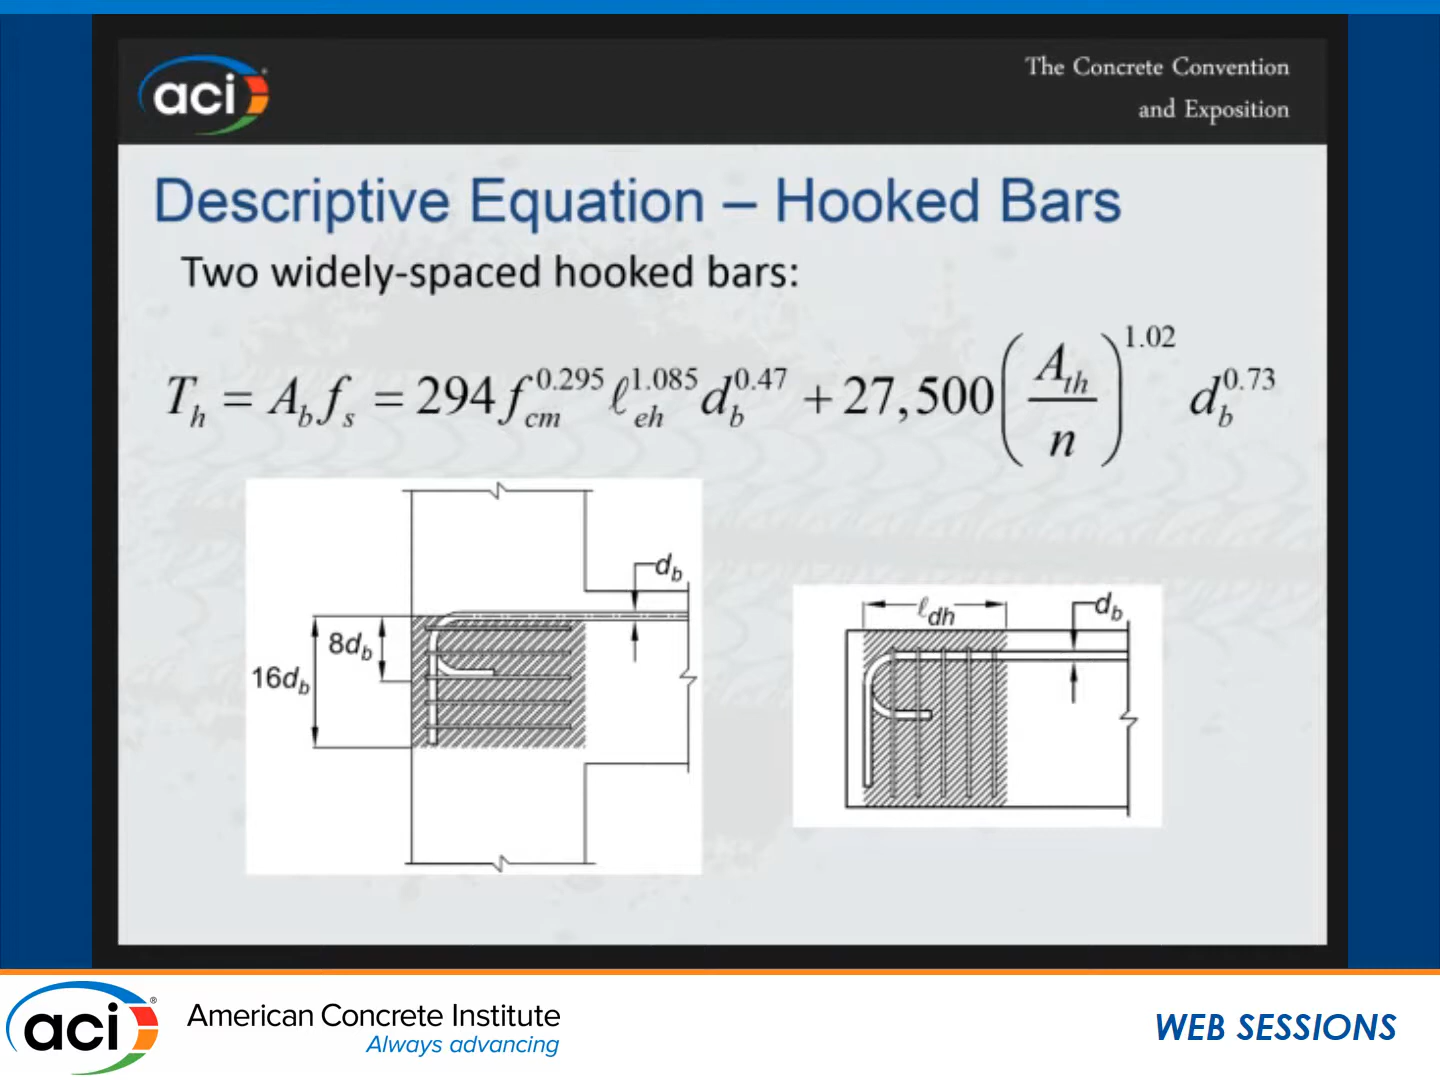 aci
The Concrete Convention
and Exposition
Descriptive Equation – Hooked Bars
Two widely-spaced hooked bars:
T_h = A_b f_s = 294 f_cm^0.295 ℓ_eh^1.085 d_b^0.47 + 27,500 (A_th / n)^1.02 d_b^0.73
d_b
8d_b
16d_b
ℓ_dh
d_b
aci®
American Concrete Institute
Always advancing
WEB SESSIONS